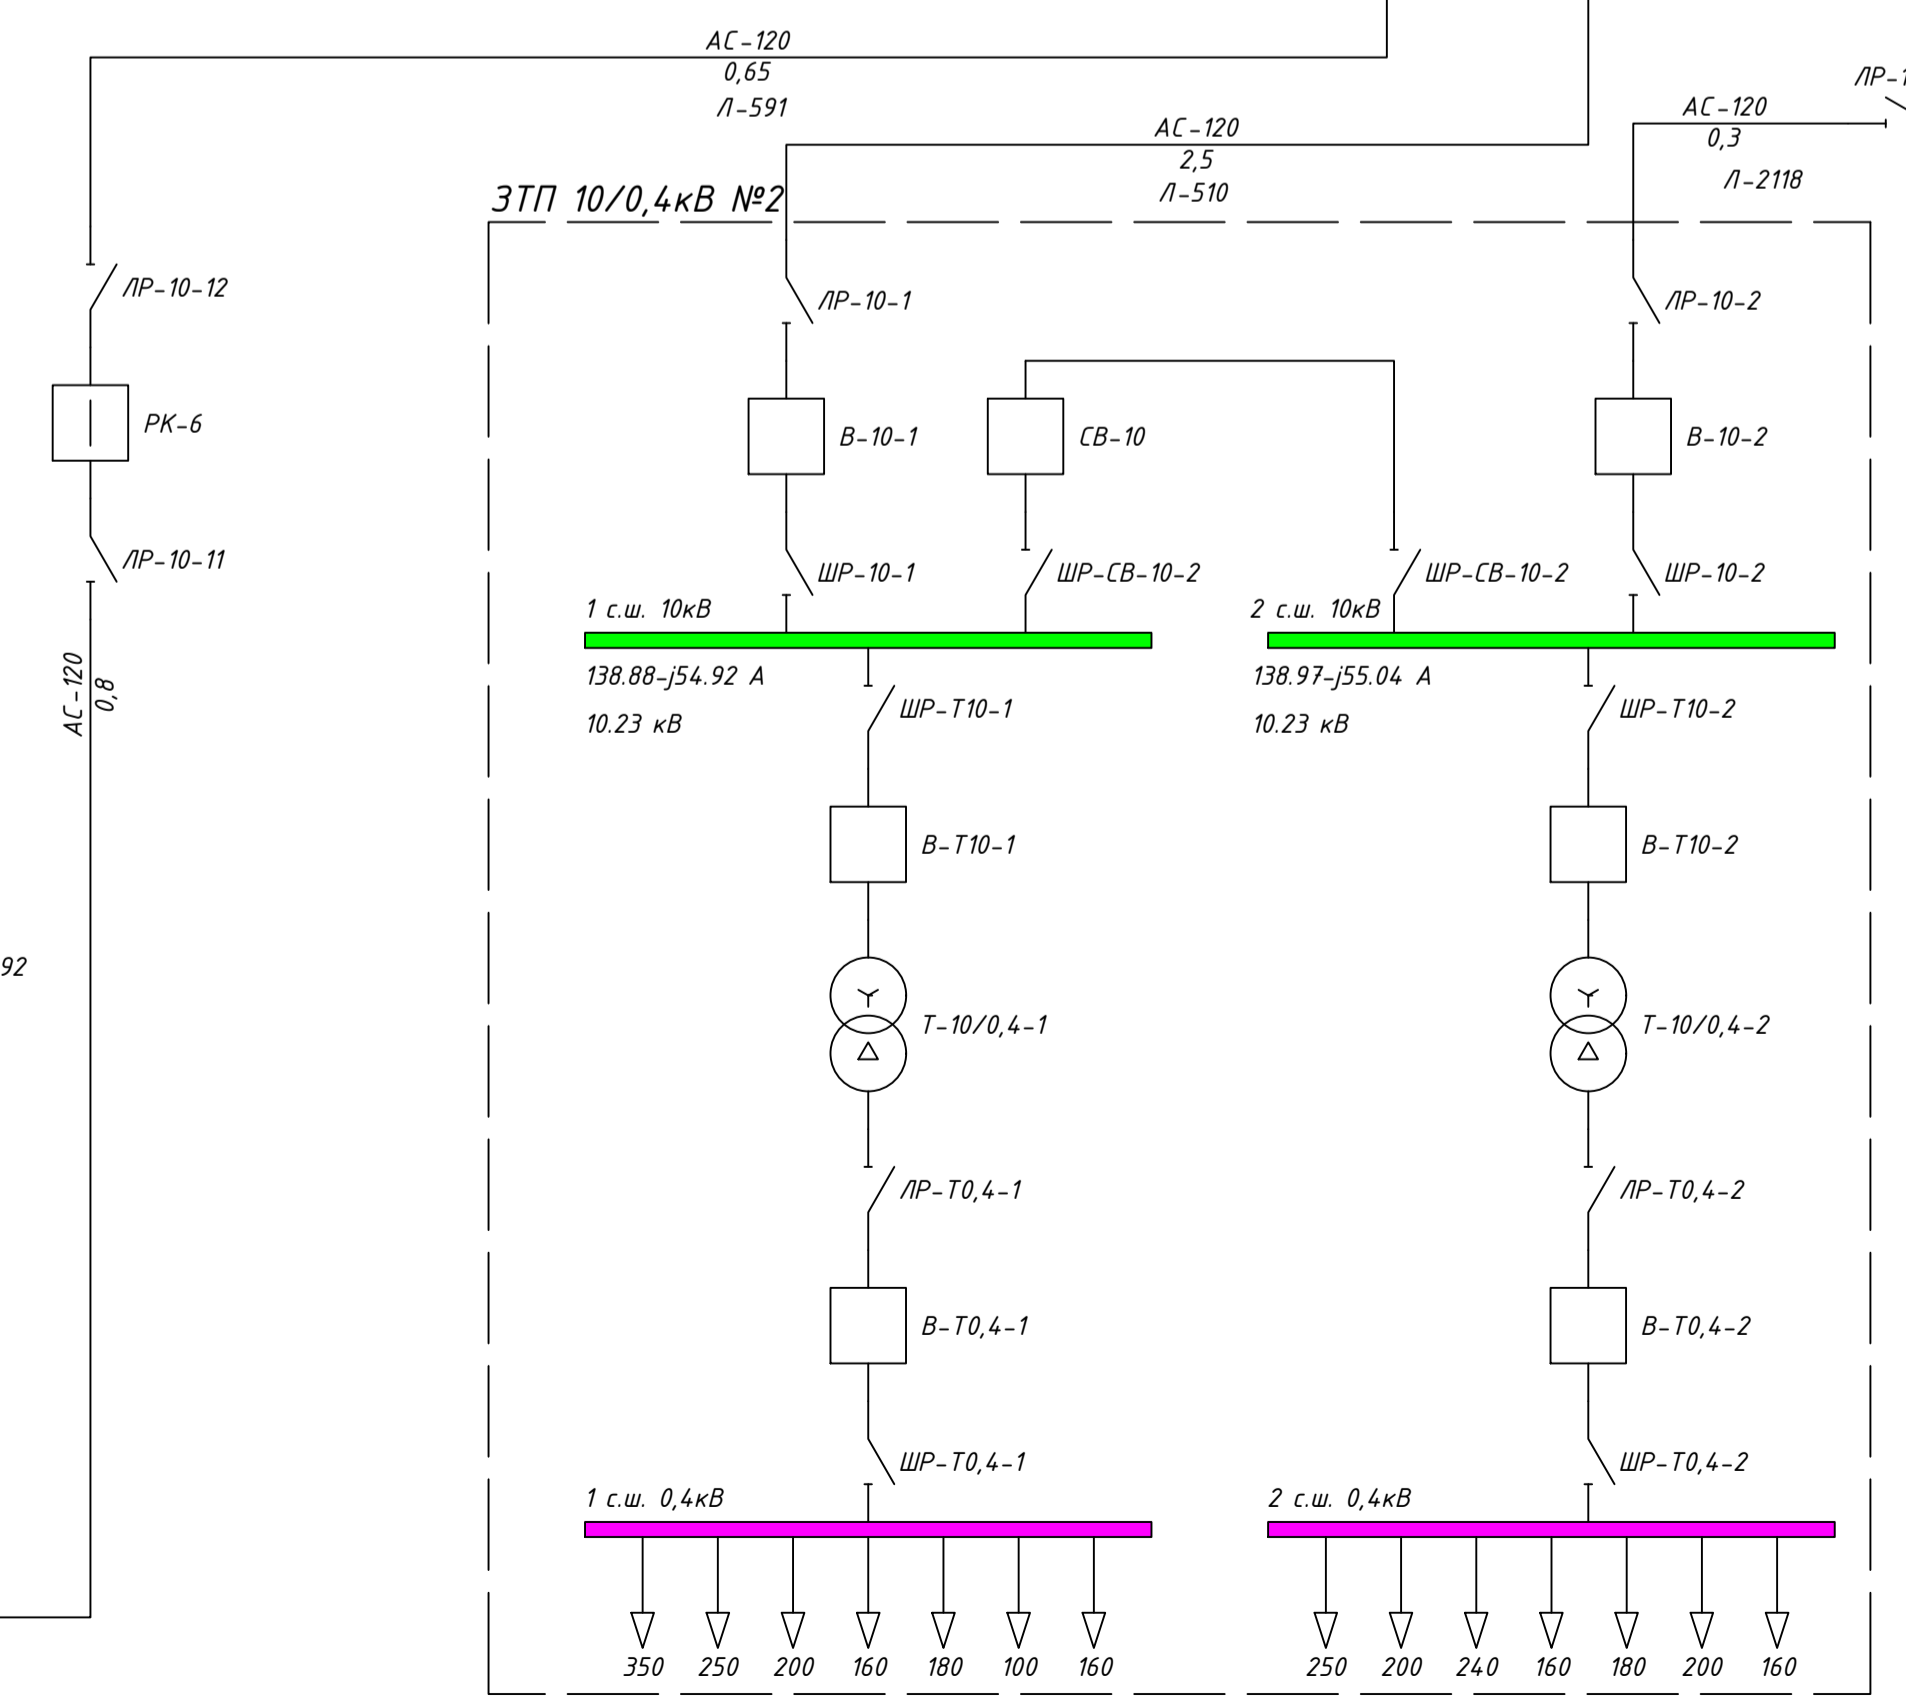 АС-120
0,65
Л-591
АС-120
2,5
Л-510
АС-120
0,3
Л-2118
ЛР-1
ЗТП 10/0,4кВ №2
ЛР-10-12
ЛР-10-1
ЛР-10-2
РК-6
В-10-1
СВ-10
В-10-2
ЛР-10-11
ШР-10-1
ШР-СВ-10-2
ШР-СВ-10-2
ШР-10-2
1 с.ш. 10кВ
2 с.ш. 10кВ
АС-120
0,8
138.88-j54.92 А
10.23 кВ
138.97-j55.04 А
10.23 кВ
ШР-Т10-1
ШР-Т10-2
В-Т10-1
В-Т10-2
92
Т-10/0,4-1
Т-10/0,4-2
ЛР-Т0,4-1
ЛР-Т0,4-2
В-Т0,4-1
В-Т0,4-2
ШР-Т0,4-1
ШР-Т0,4-2
1 с.ш. 0,4кВ
2 с.ш. 0,4кВ
350 250 200 160 180 100 160
250 200 240 160 180 200 160